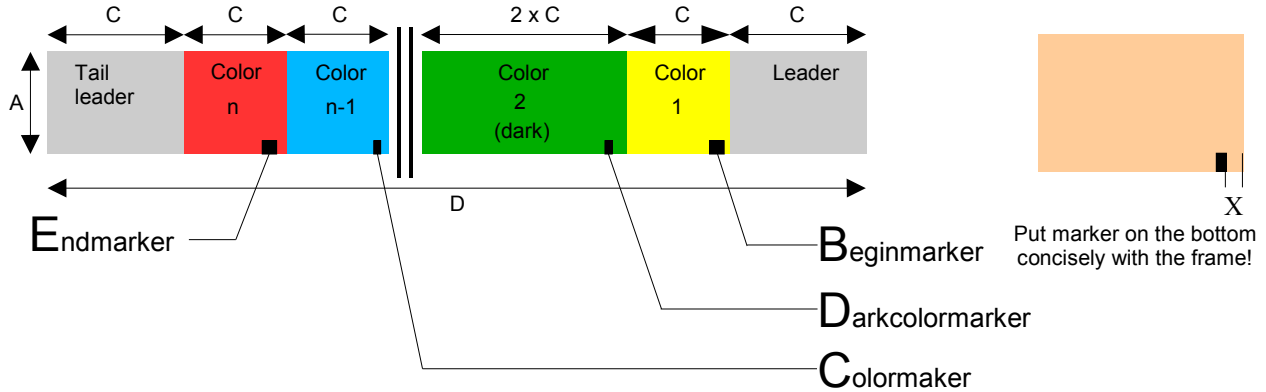 C C C 2 x C C C
A
Tail
leader
Color
n
Color
n-1
Color
2
(dark)
Color
1
Leader
D
X
Endmarker
Beginmarker
Put marker on the bottom
concisely with the frame!
Darkcolormarker
Colormaker